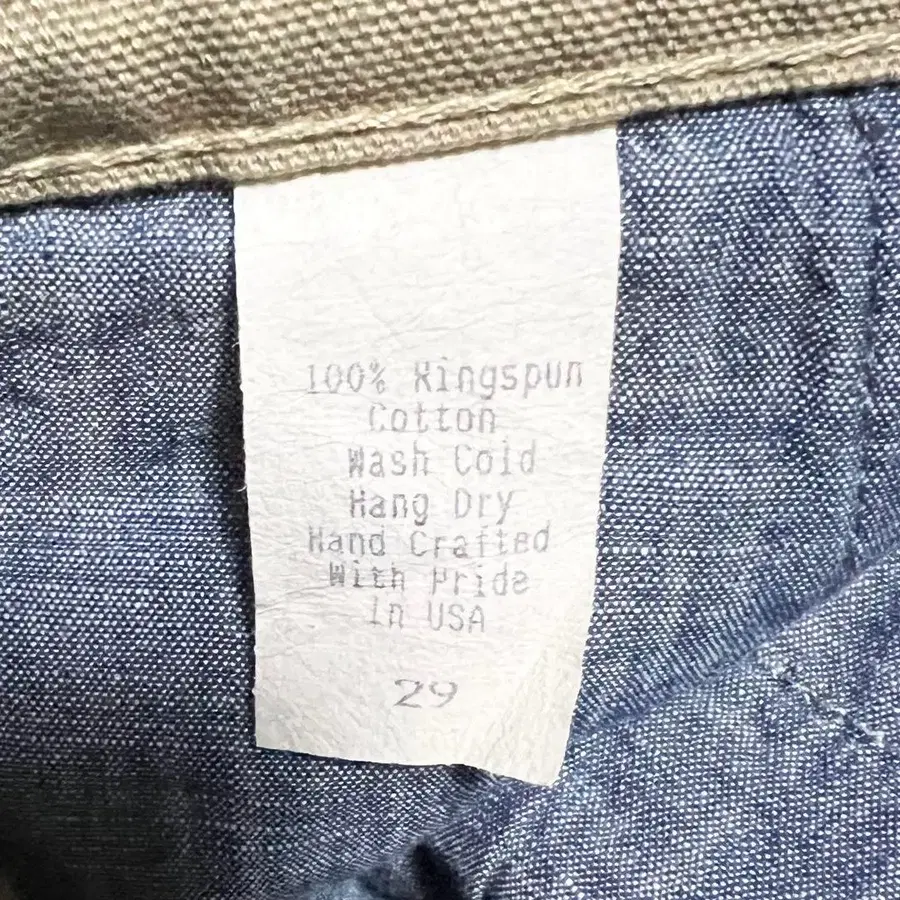 100% Ringspun
Cotton
Wash Cold
Hang Dry
Hand Crafted
With Pride
In USA
29